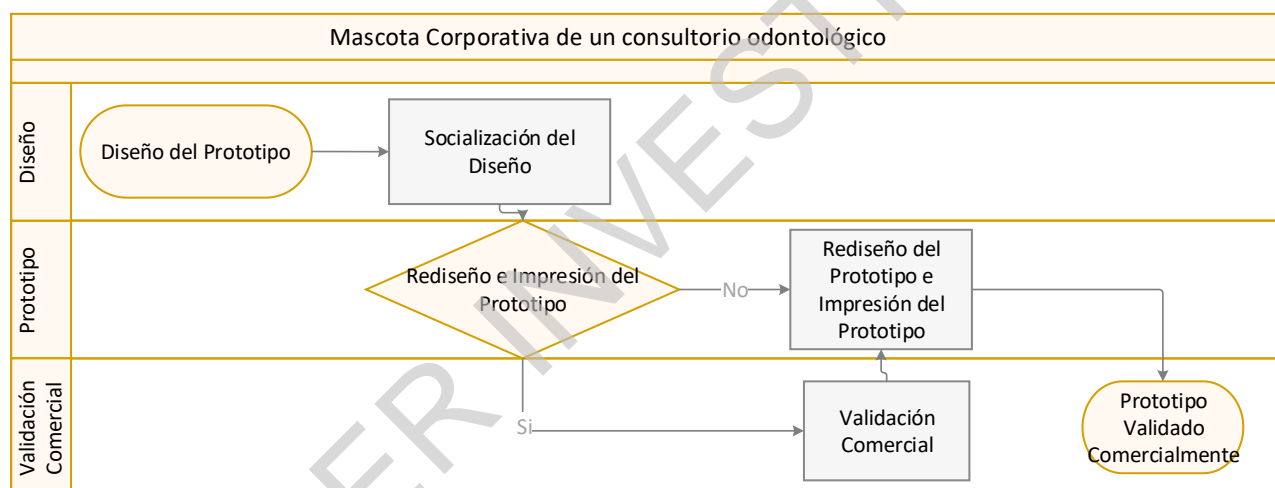 Mascota Corporativa de un consultorio odontológico
Diseño
Diseño del Prototipo
Socialización del
Diseño
Prototipo
Rediseño e Impresión del
Prototipo
No
Rediseño del
Prototipo e
Impresión del
Prototipo
Validación
Comercial
Si
Validación
Comercial
Prototipo
Validado
Comercialmente